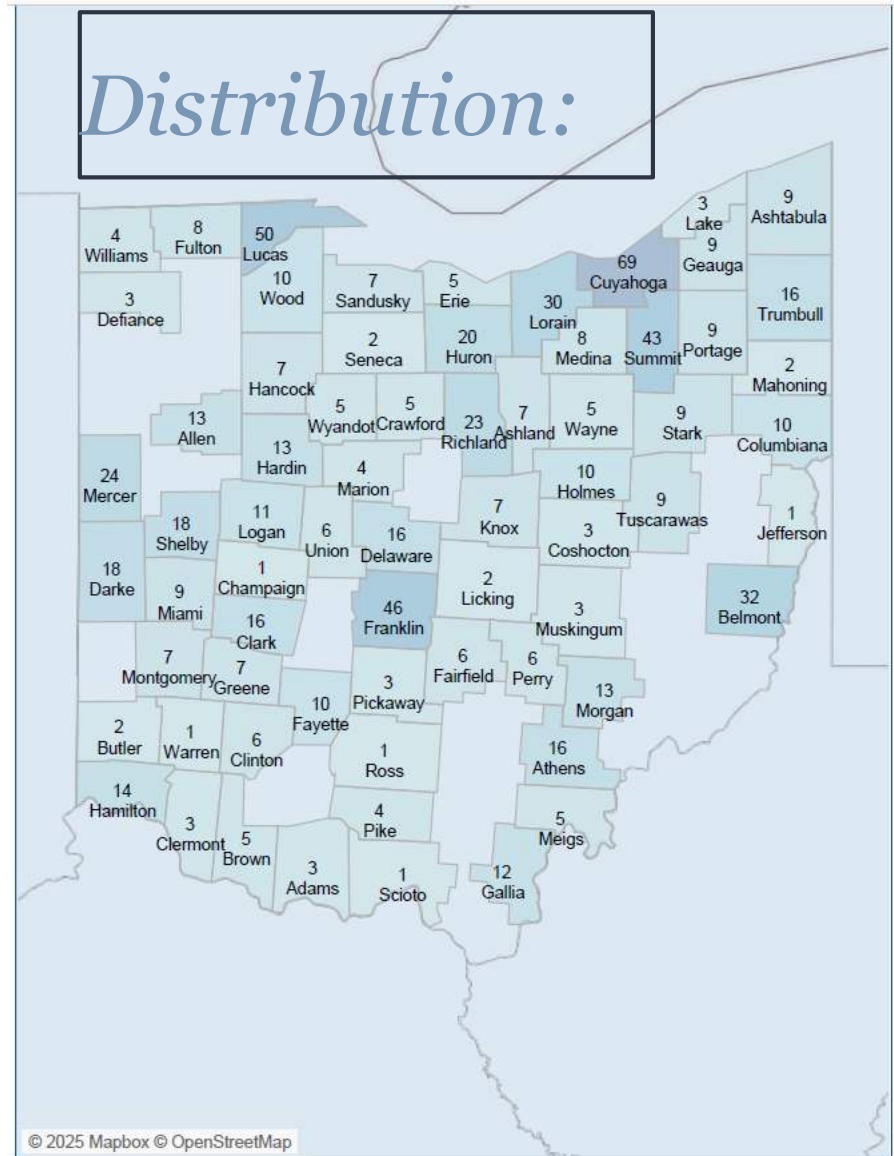 Distribution:
4
Williams
8
Fulton
50
Lucas
3
Lake
9
Ashtabula
9
Geauga
69
Cuyahoga
3
Defiance
10
Wood
7
Sandusky
5
Erie
30
Lorain
16
Trumbull
2
Seneca
20
Huron
8
Medina
43
Summit
9
Portage
7
Hancock
2
Mahoning
13
Allen
5
Wyandot
5
Crawford
23
Richland
7
Ashland
5
Wayne
9
Stark
10
Columbiana
13
Hardin
24
Mercer
4
Marion
10
Holmes
18
Shelby
11
Logan
6
Union
16
Delaware
7
Knox
3
Coshocton
9
Tuscarawas
1
Jefferson
18
Darke
9
Miami
1
Champaign
2
Licking
32
Belmont
16
Clark
46
Franklin
3
Muskingum
7
Montgomery
7
Greene
3
Pickaway
6
Fairfield
6
Perry
13
Morgan
10
Fayette
2
Butler
1
Warren
6
Clinton
1
Ross
16
Athens
14
Hamilton
3
Clermont
5
Brown
4
Pike
5
Meigs
3
Adams
1
Scioto
12
Gallia
© 2025 Mapbox © OpenStreetMap